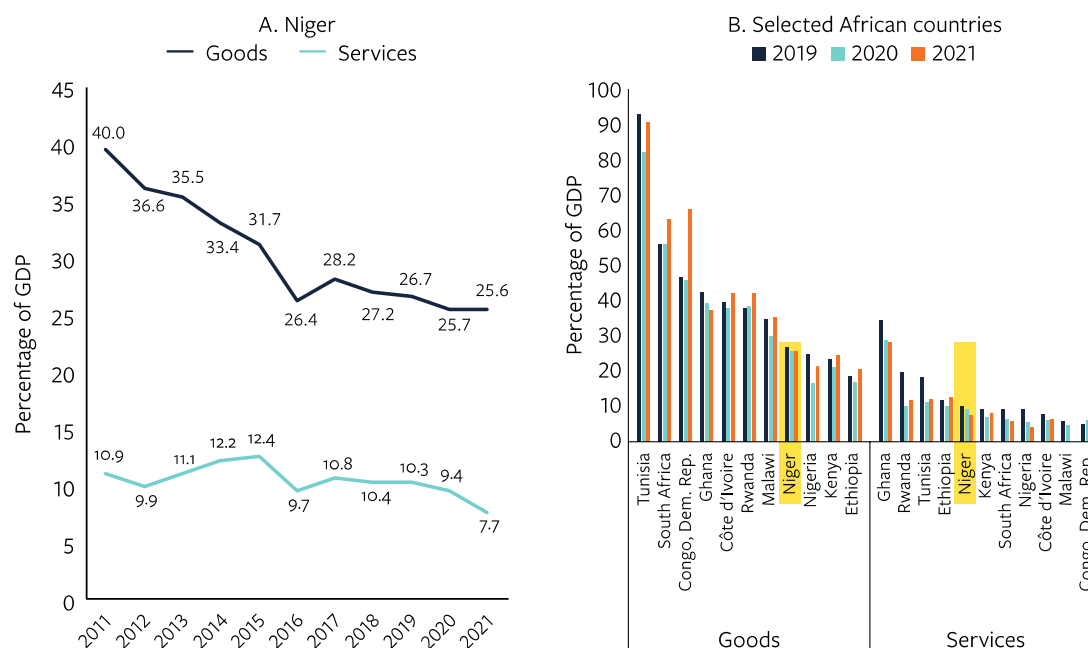 A. Niger
Goods Services
Percentage of GDP
45
40
35
30
25
20
15
10
5
0
40.0
36.6
35.5
33.4
31.7
26.4
28.2
27.2
26.7
25.7
25.6
10.9
9.9
11.1
12.2
12.4
9.7
10.8
10.4
10.3
9.4
7.7
2011
2012
2013
2014
2015
2016
2017
2018
2019
2020
2021
B. Selected African countries
2019 2020 2021
Percentage of GDP
100
90
80
70
60
50
40
30
20
10
0
Tunisia
South Africa
Congo, Dem. Rep.
Ghana
Côte d'Ivoire
Rwanda
Malawi
Niger
Nigeria
Kenya
Ethiopia
Goods
Ghana
Rwanda
Tunisia
Ethiopia
Niger
Kenya
South Africa
Nigeria
Côte d'Ivoire
Malawi
Congo, Dem. Rep.
Services